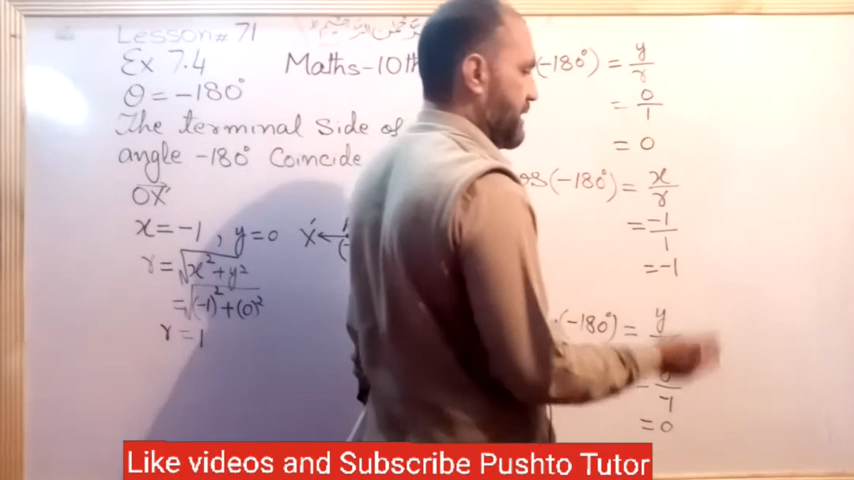 Lesson # 71
Ex 7.4
Maths-10th
θ = -180°
The terminal side of
angle -180° Coincide
OX'
x = -1 , y = 0
r = √x² + y²
= √(-1)² + (0)²
r = 1
X'
(-180°) = y/r
= 0/1
= 0
os(-180°) = x/r
= -1/1
= -1
(-180°) = y
= 0
Like videos and Subscribe Pushto Tutor